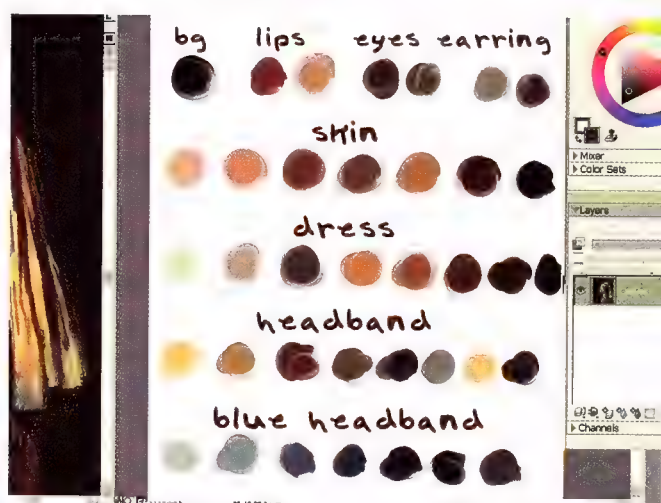 bg lips eyes earring
skin
Mixer
Color Sets
Layers
dress
headband
blue headband
Channels